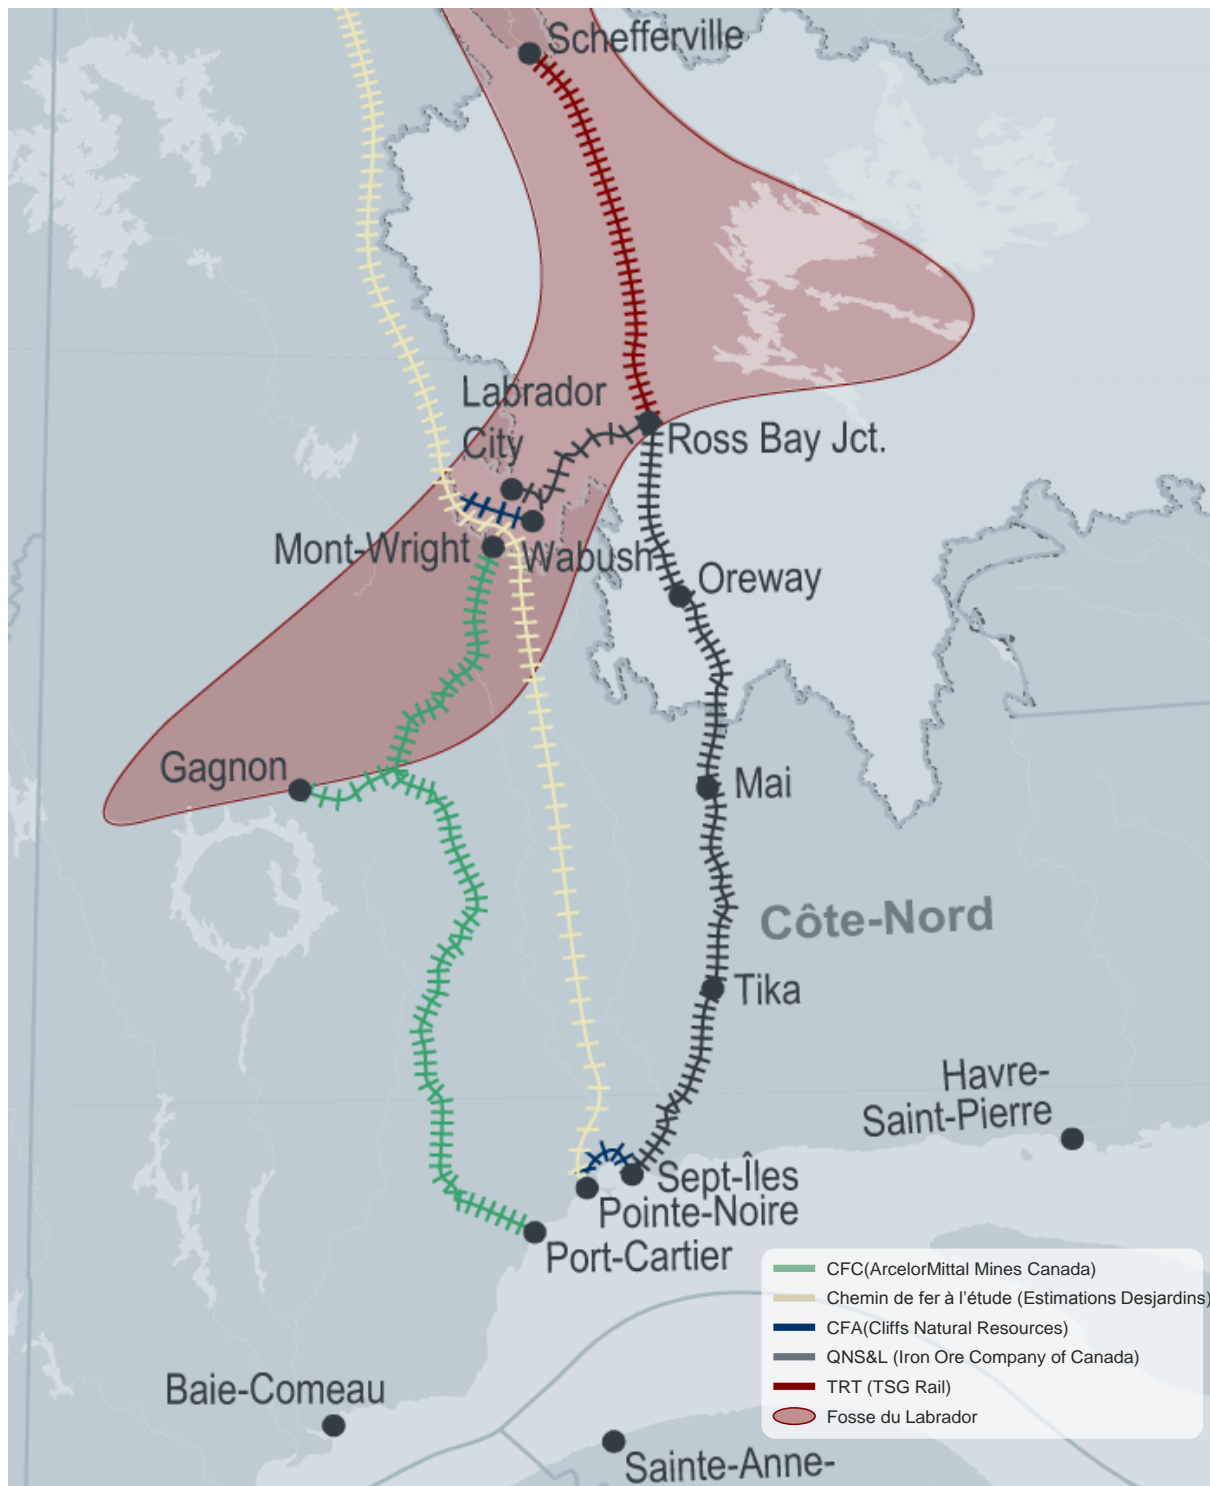 Schefferville
Labrador
City
Ross Bay Jct.
Mont-Wright
Wabush
Oreway
Gagnon
Mai
Côte-Nord
Tika
Havre-
Saint-Pierre
Sept-Îles
Pointe-Noire
Port-Cartier
CFC(ArcelorMittal Mines Canada)
Chemin de fer à l'étude (Estimations Desjardins)
CFA(Cliffs Natural Resources)
QNS&L (Iron Ore Company of Canada)
TRT (TSG Rail)
Fosse du Labrador
Baie-Comeau
Sainte-Anne-